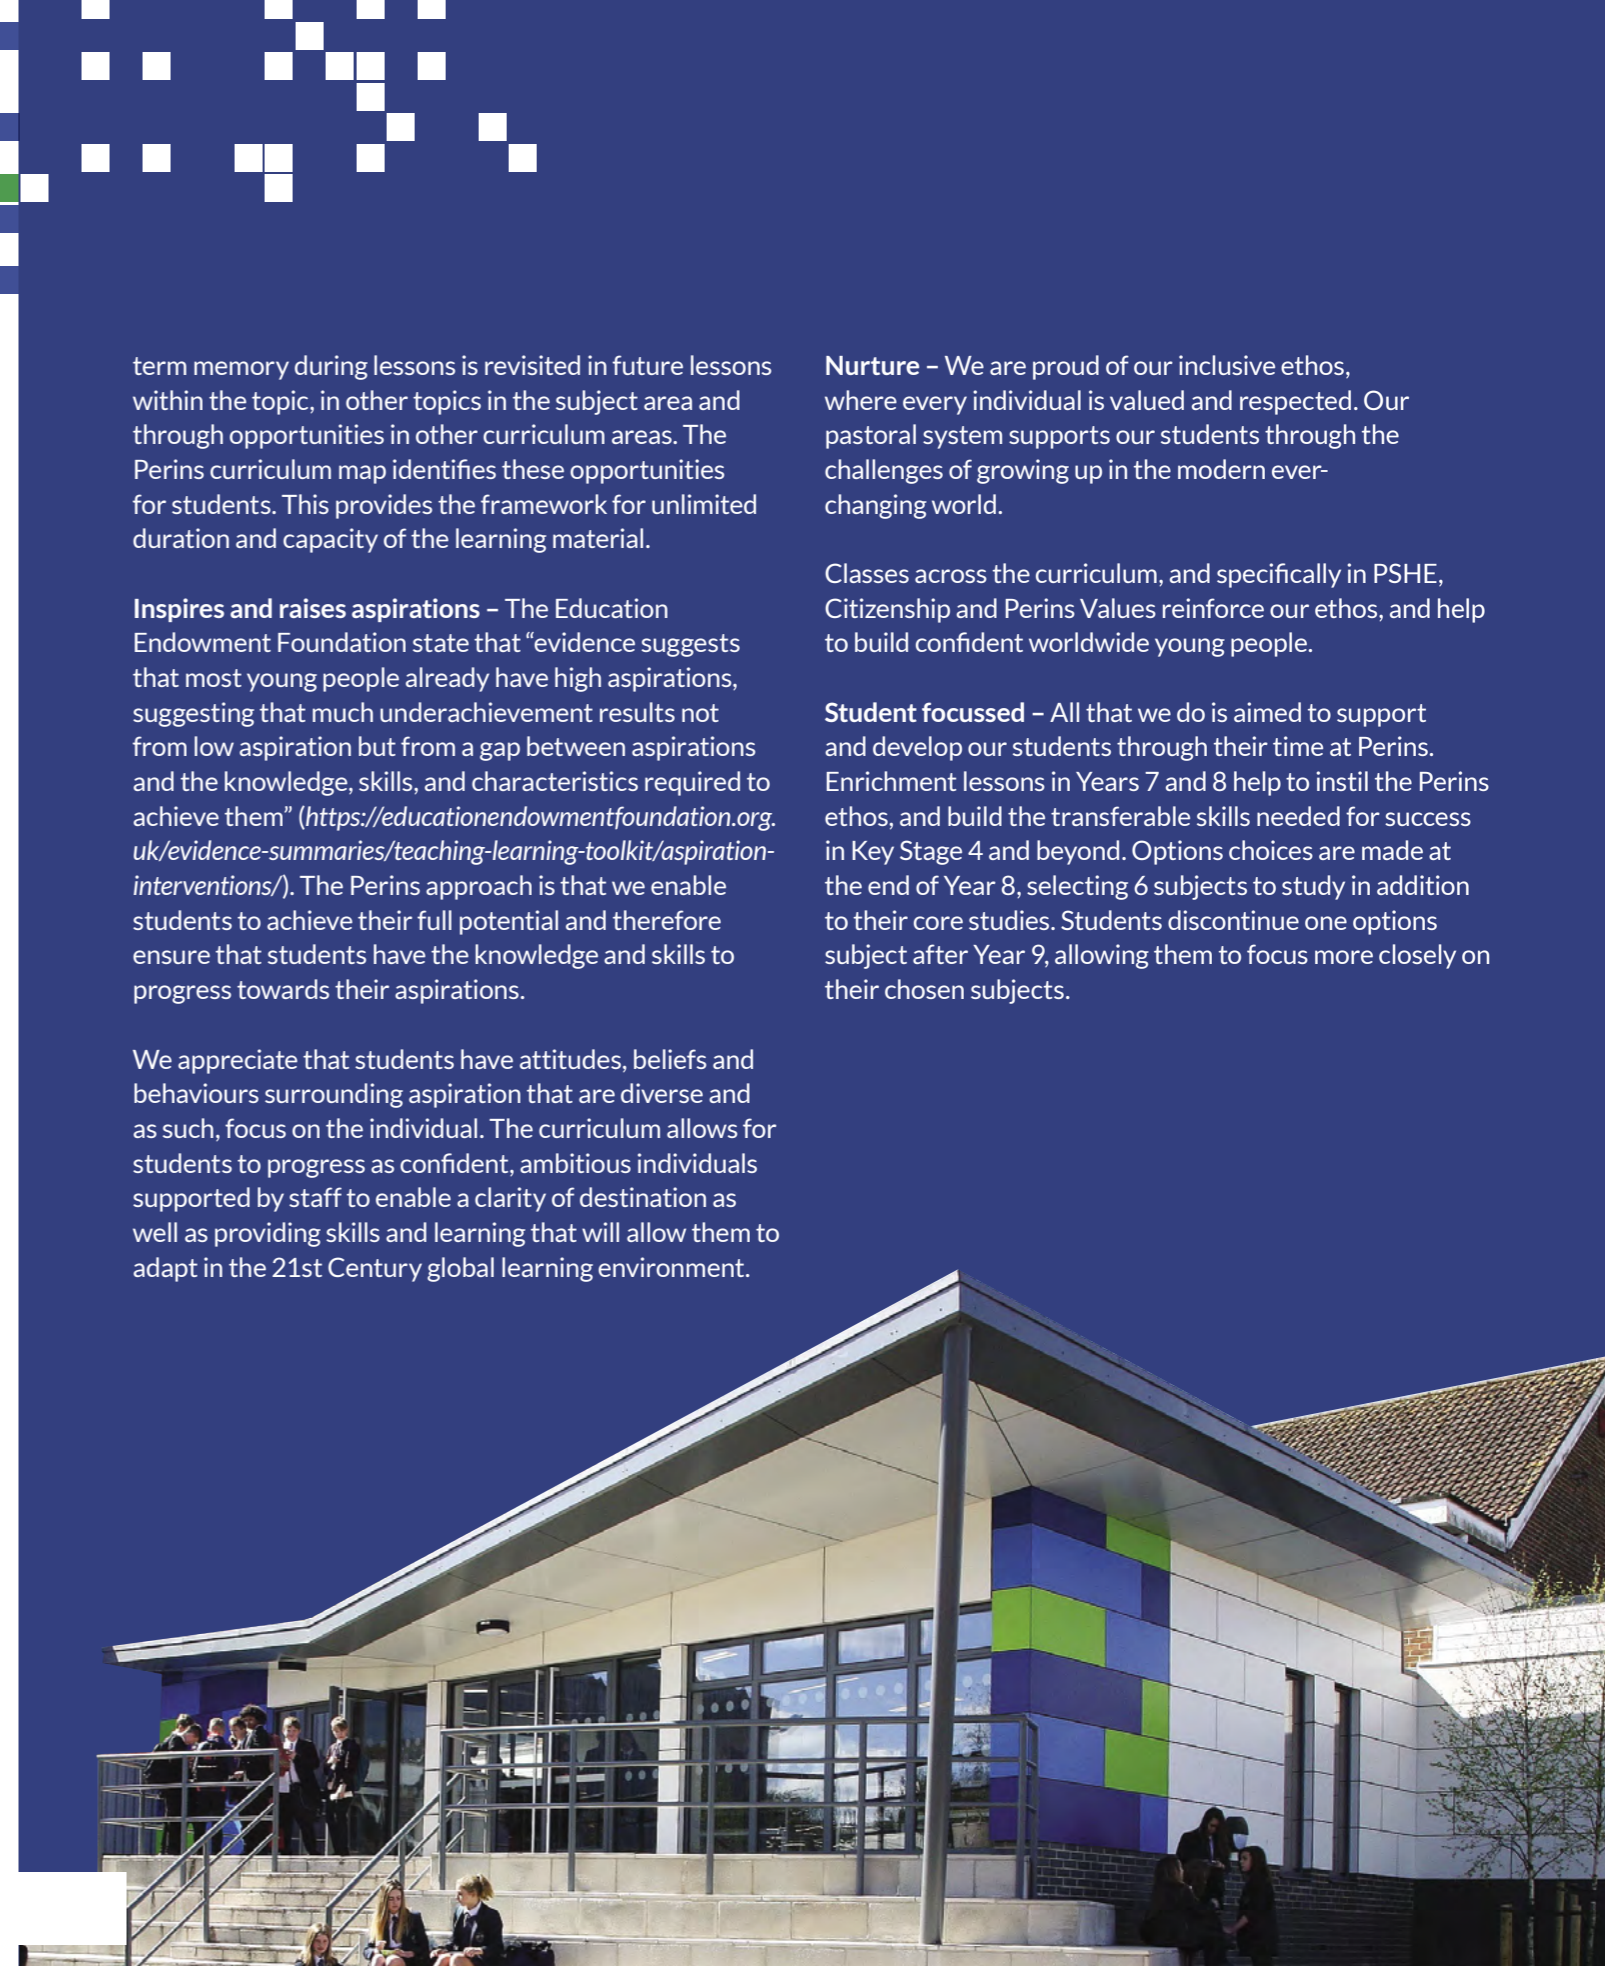 term memory during lessons is revisited in future lessons
within the topic, in other topics in the subject area and
through opportunities in other curriculum areas. The
Perins curriculum map identifies these opportunities
for students. This provides the framework for unlimited
duration and capacity of the learning material.
Inspires and raises aspirations – The Education
Endowment Foundation state that “evidence suggests
that most young people already have high aspirations,
suggesting that much underachievement results not
from low aspiration but from a gap between aspirations
and the knowledge, skills, and characteristics required to
achieve them” (https://educationendowmentfoundation.org.
uk/evidence-summaries/teaching-learning-toolkit/aspiration-
interventions/). The Perins approach is that we enable
students to achieve their full potential and therefore
ensure that students have the knowledge and skills to
progress towards their aspirations.
We appreciate that students have attitudes, beliefs and
behaviours surrounding aspiration that are diverse and
as such, focus on the individual. The curriculum allows for
students to progress as confident, ambitious individuals
supported by staff to enable a clarity of destination as
well as providing skills and learning that will allow them to
adapt in the 21st Century global learning environment.
Nurture – We are proud of our inclusive ethos,
where every individual is valued and respected. Our
pastoral system supports our students through the
challenges of growing up in the modern ever-
changing world.
Classes across the curriculum, and specifically in PSHE,
Citizenship and Perins Values reinforce our ethos, and help
to build confident worldwide young people.
Student focussed – All that we do is aimed to support
and develop our students through their time at Perins.
Enrichment lessons in Years 7 and 8 help to instil the Perins
ethos, and build the transferable skills needed for success
in Key Stage 4 and beyond. Options choices are made at
the end of Year 8, selecting 6 subjects to study in addition
to their core studies. Students discontinue one options
subject after Year 9, allowing them to focus more closely on
their chosen subjects.